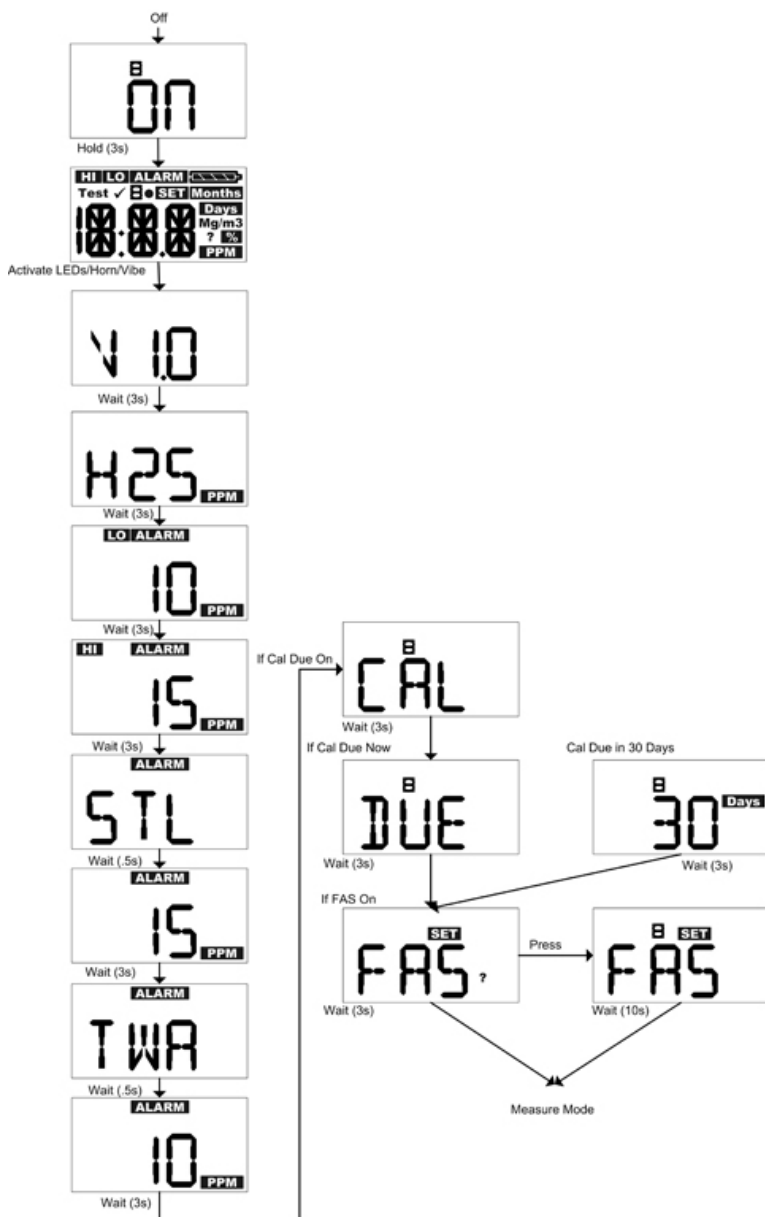 Off
ON
Hold (3s)
HI LO ALARM
Test ✓ SET Months
Days
Mg/m3
18:8.8
? %
PPM
Activate LEDs/Horn/Vibe
V 1.0
Wait (3s)
H2S PPM
Wait (3s)
LO ALARM
10 PPM
Wait (3s)
HI ALARM
15 PPM
Wait (3s)
ALARM
STL
Wait (.5s)
ALARM
15 PPM
Wait (3s)
ALARM
TWA
Wait (.5s)
ALARM
10 PPM
Wait (3s)
If Cal Due On
CAL
Wait (3s)
If Cal Due Now
DUE
Wait (3s)
Cal Due in 30 Days
30 Days
Wait (3s)
If FAS On
SET
FAS ?
Wait (3s)
Press
SET
FAS
Wait (10s)
Measure Mode